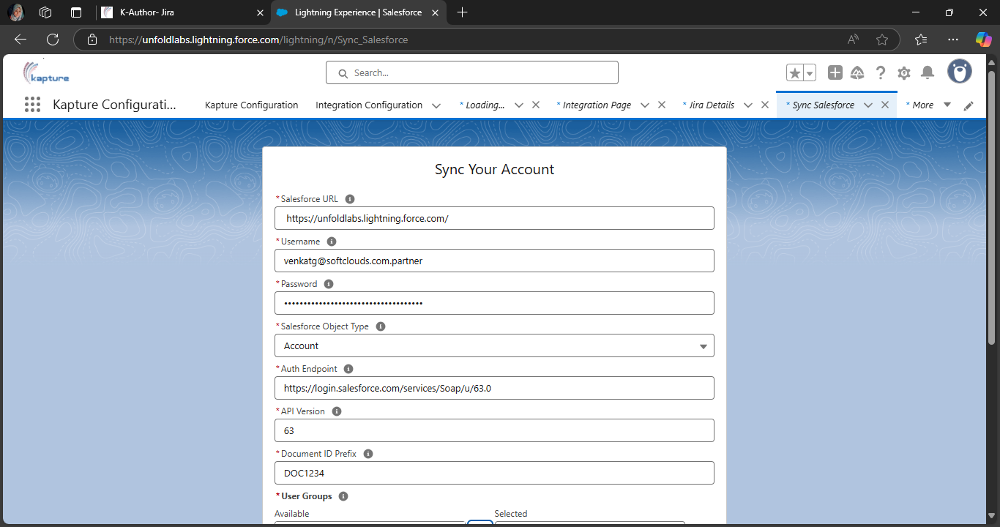 K-Author- Jira
Lightning Experience | Salesforce
https://unfoldlabs.lightning.force.com/lightning/n/Sync_Salesforce
kapture
Search...
Kapture Configurati...
Kapture Configuration
Integration Configuration
* Loading...
* Integration Page
* Jira Details
* Sync Salesforce
* More
Sync Your Account
*Salesforce URL
https://unfoldlabs.lightning.force.com/
*Username
venkatg@softclouds.com.partner
*Password
••••••••••••••••••••••••••••••••••••
*Salesforce Object Type
Account
*Auth Endpoint
https://login.salesforce.com/services/Soap/u/63.0
*API Version
63
*Document ID Prefix
DOC1234
*User Groups
Available
Selected